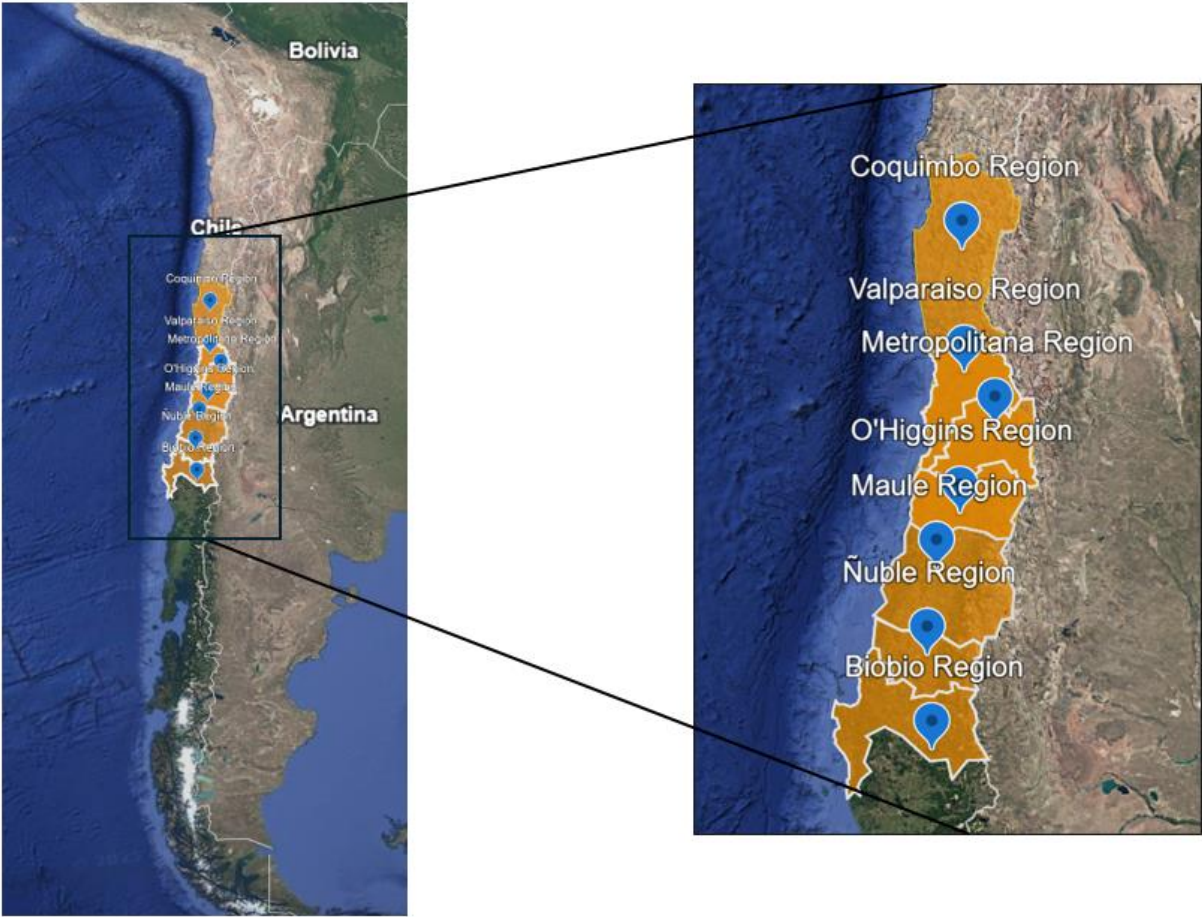 Bolivia
Chile
Coquimbo Region
Valparaiso Region
Metropolitana Region
O'Higgins Region
Maule Region
Ñuble Region
Biobio Region
Argentina
Coquimbo Region
Valparaiso Region
Metropolitana Region
O'Higgins Region
Maule Region
Ñuble Region
Biobio Region